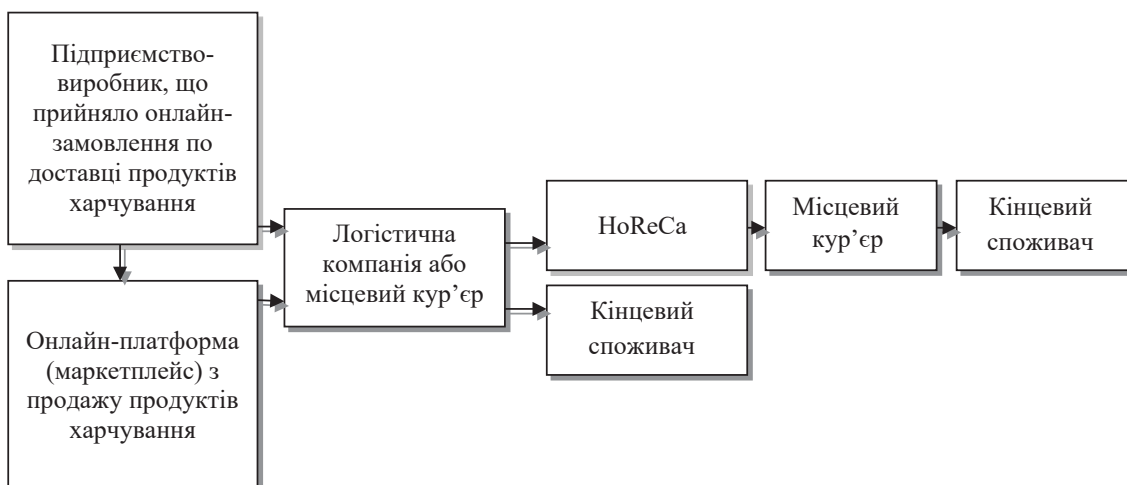 Підприємство-
виробник, що
прийняло онлайн-
замовлення по
доставці продуктів
харчування
Онлайн-платформа
(маркетплейс) з
продажу продуктів
харчування
Логістична
компанія або
місцевий кур’єр
HoReCa
Місцевий
кур’єр
Кінцевий
споживач
Кінцевий
споживач